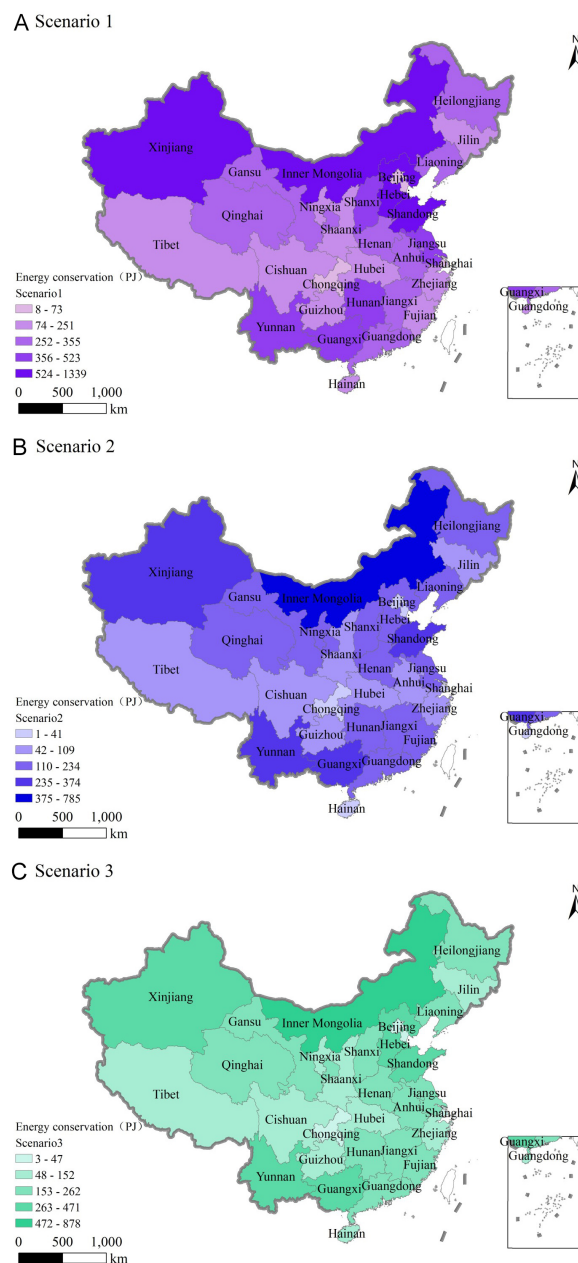 A Scenario 1
N
Heilongjiang
Jilin
Xinjiang
Liaoning
Gansu
Inner Mongolia
Beijing
Hebei
Ningxia
Shanxi
Qinghai
Shandong
Shaanxi
Henan
Jiangsu
Tibet
Anhui
Shanghai
Cishuan
Hubei
Zhejiang
Chongqing
Hunan
Jiangxi
Guizhou
Fujian
Yunnan
Guangxi
Guangdong
Hainan
Guangxi
Guangdong
Energy conservation (PJ)
Scenario1
8 - 73
74 - 251
252 - 355
356 - 523
524 - 1339
0 500 1,000
km
B Scenario 2
N
Heilongjiang
Jilin
Xinjiang
Liaoning
Gansu
Inner Mongolia
Beijing
Hebei
Ningxia
Shanxi
Qinghai
Shandong
Shaanxi
Henan
Jiangsu
Tibet
Anhui
Shanghai
Cishuan
Hubei
Zhejiang
Chongqing
Hunan
Jiangxi
Guizhou
Fujian
Yunnan
Guangxi
Guangdong
Hainan
Guangxi
Guangdong
Energy conservation (PJ)
Scenario2
1 - 41
42 - 109
110 - 234
235 - 374
375 - 785
0 500 1,000
km
C Scenario 3
N
Heilongjiang
Jilin
Xinjiang
Liaoning
Gansu
Inner Mongolia
Beijing
Hebei
Ningxia
Shanxi
Qinghai
Shandong
Shaanxi
Henan
Jiangsu
Tibet
Anhui
Shanghai
Cishuan
Hubei
Zhejiang
Chongqing
Hunan
Jiangxi
Guizhou
Fujian
Yunnan
Guangxi
Guangdong
Hainan
Guangxi
Guangdong
Energy conservation (PJ)
Scenario3
3 - 47
48 - 152
153 - 262
263 - 471
472 - 878
0 500 1,000
km